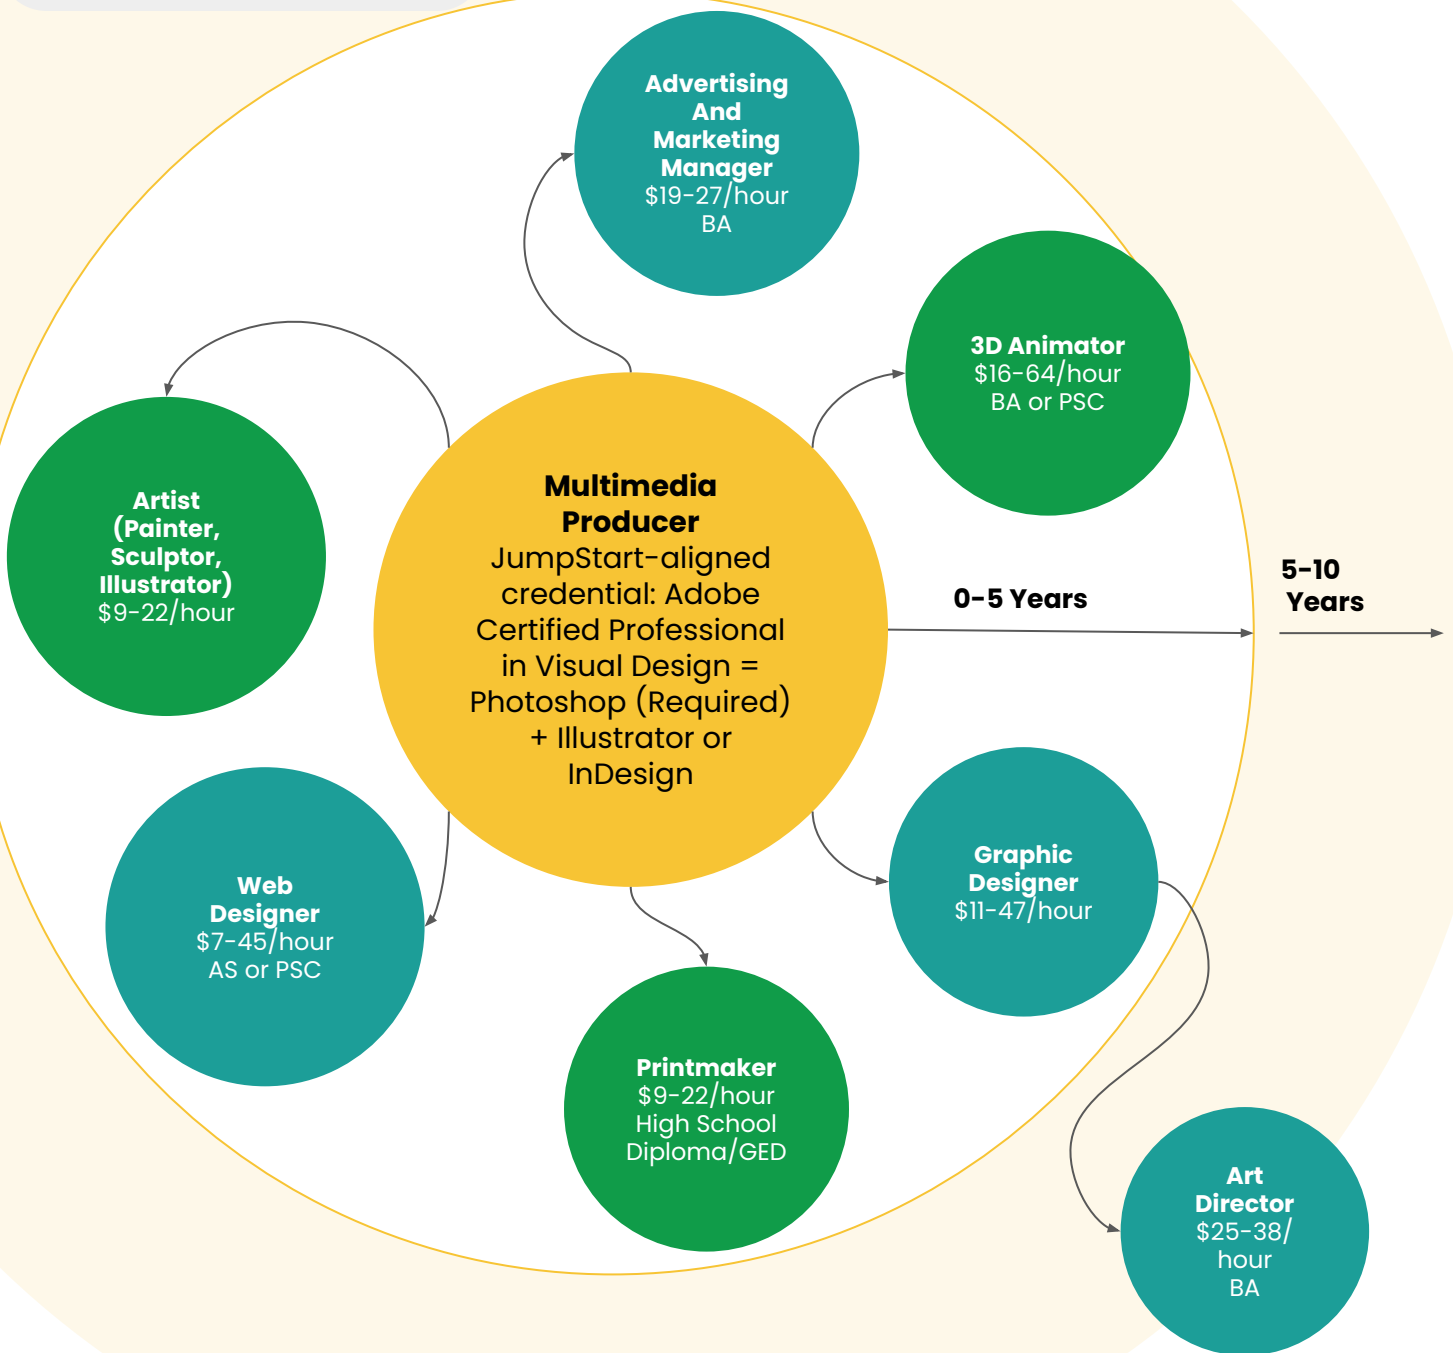 Advertising
And
Marketing
Manager
$19-27/hour
BA
3D Animator
$16-64/hour
BA or PSC
Artist
(Painter,
Sculptor,
Illustrator)
$9-22/hour
Multimedia
Producer
JumpStart-aligned
credential: Adobe
Certified Professional
in Visual Design =
Photoshop (Required)
+ Illustrator or
InDesign
0-5 Years
5-10
Years
Web
Designer
$7-45/hour
AS or PSC
Graphic
Designer
$11-47/hour
Printmaker
$9-22/hour
High School
Diploma/GED
Art
Director
$25-38/
hour
BA